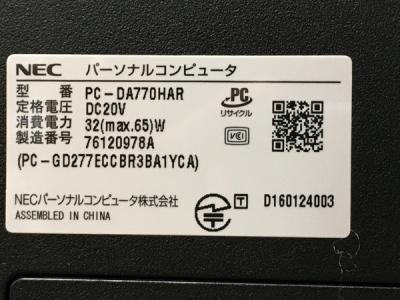 NEC パーソナルコンピュータ
型番 PC-DA770HAR
定格電圧 DC20V
消費電力 32(max.65)W
製造番号 76120978A
(PC-GD277ECCBR3BA1YCA)
PC
リサイクル
VCCI
NECパーソナルコンピュータ株式会社
ASSEMBLED IN CHINA
T
D160124003